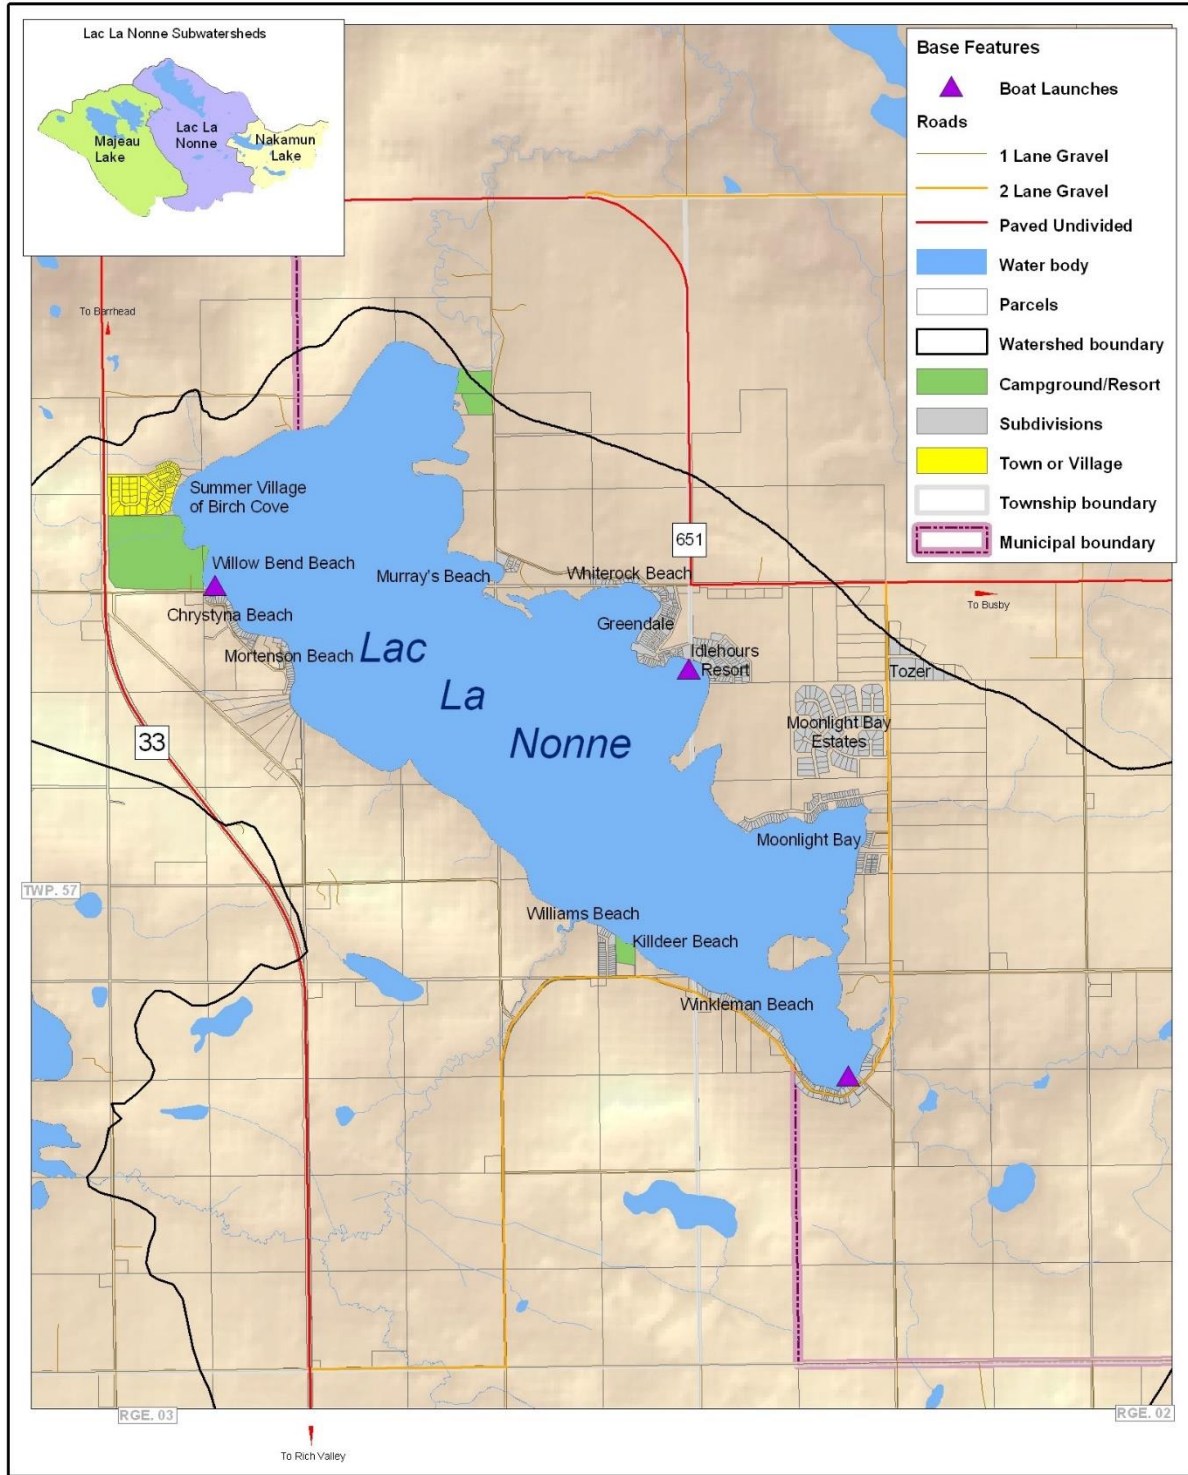 Lac La Nonne Subwatersheds
Majeau
Lake
Lac La
Nonne
Nakamun
Lake
Base Features
Boat Launches
Roads
1 Lane Gravel
2 Lane Gravel
Paved Undivided
Water body
Parcels
Watershed boundary
Campground/Resort
Subdivisions
Town or Village
Township boundary
Municipal boundary
To Barrhead
Summer Village
of Birch Cove
Willow Bend Beach
Chrystyna Beach
Mortenson Beach
Murray's Beach
Whiterock Beach
651
To Busby
Greendale
Idlehours
Resort
Tozer
Lac
La
Nonne
33
Moonlight Bay
Estates
Moonlight Bay
TWP. 57
Williams Beach
Killdeer Beach
Winkleman Beach
RGE. 03
RGE. 02
To Rich Valley